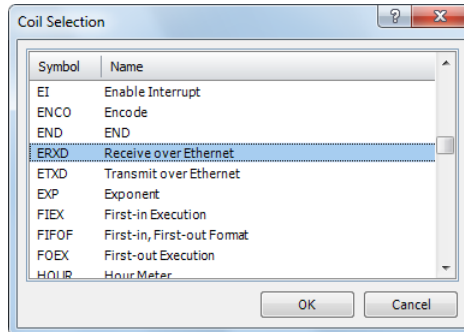 Coil Selection
Symbol Name
EI Enable Interrupt
ENCO Encode
END END
ERXD Receive over Ethernet
ETXD Transmit over Ethernet
EXP Exponent
FIEX First-in Execution
FIFOF First-in, First-out Format
FOEX First-out Execution
HOUR Hour Meter
OK Cancel